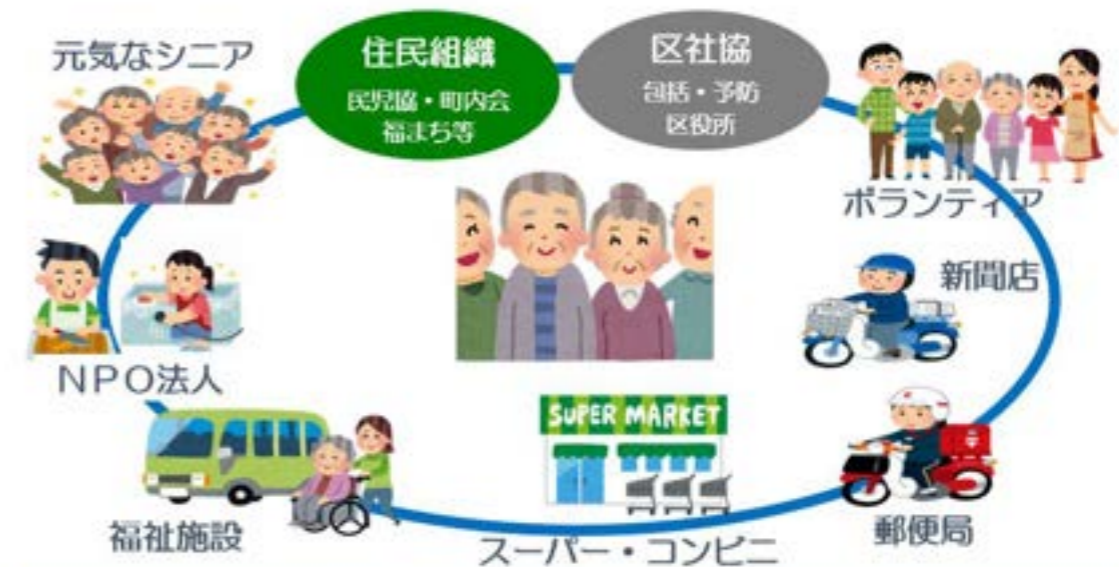 元気なシニア
住民組織
民児協・町内会
福まち等
区社協
包括・予防
区役所
ボランティア
新聞店
NPO法人
SUPER MARKET
福祉施設
スーパー・コンビニ
郵便局